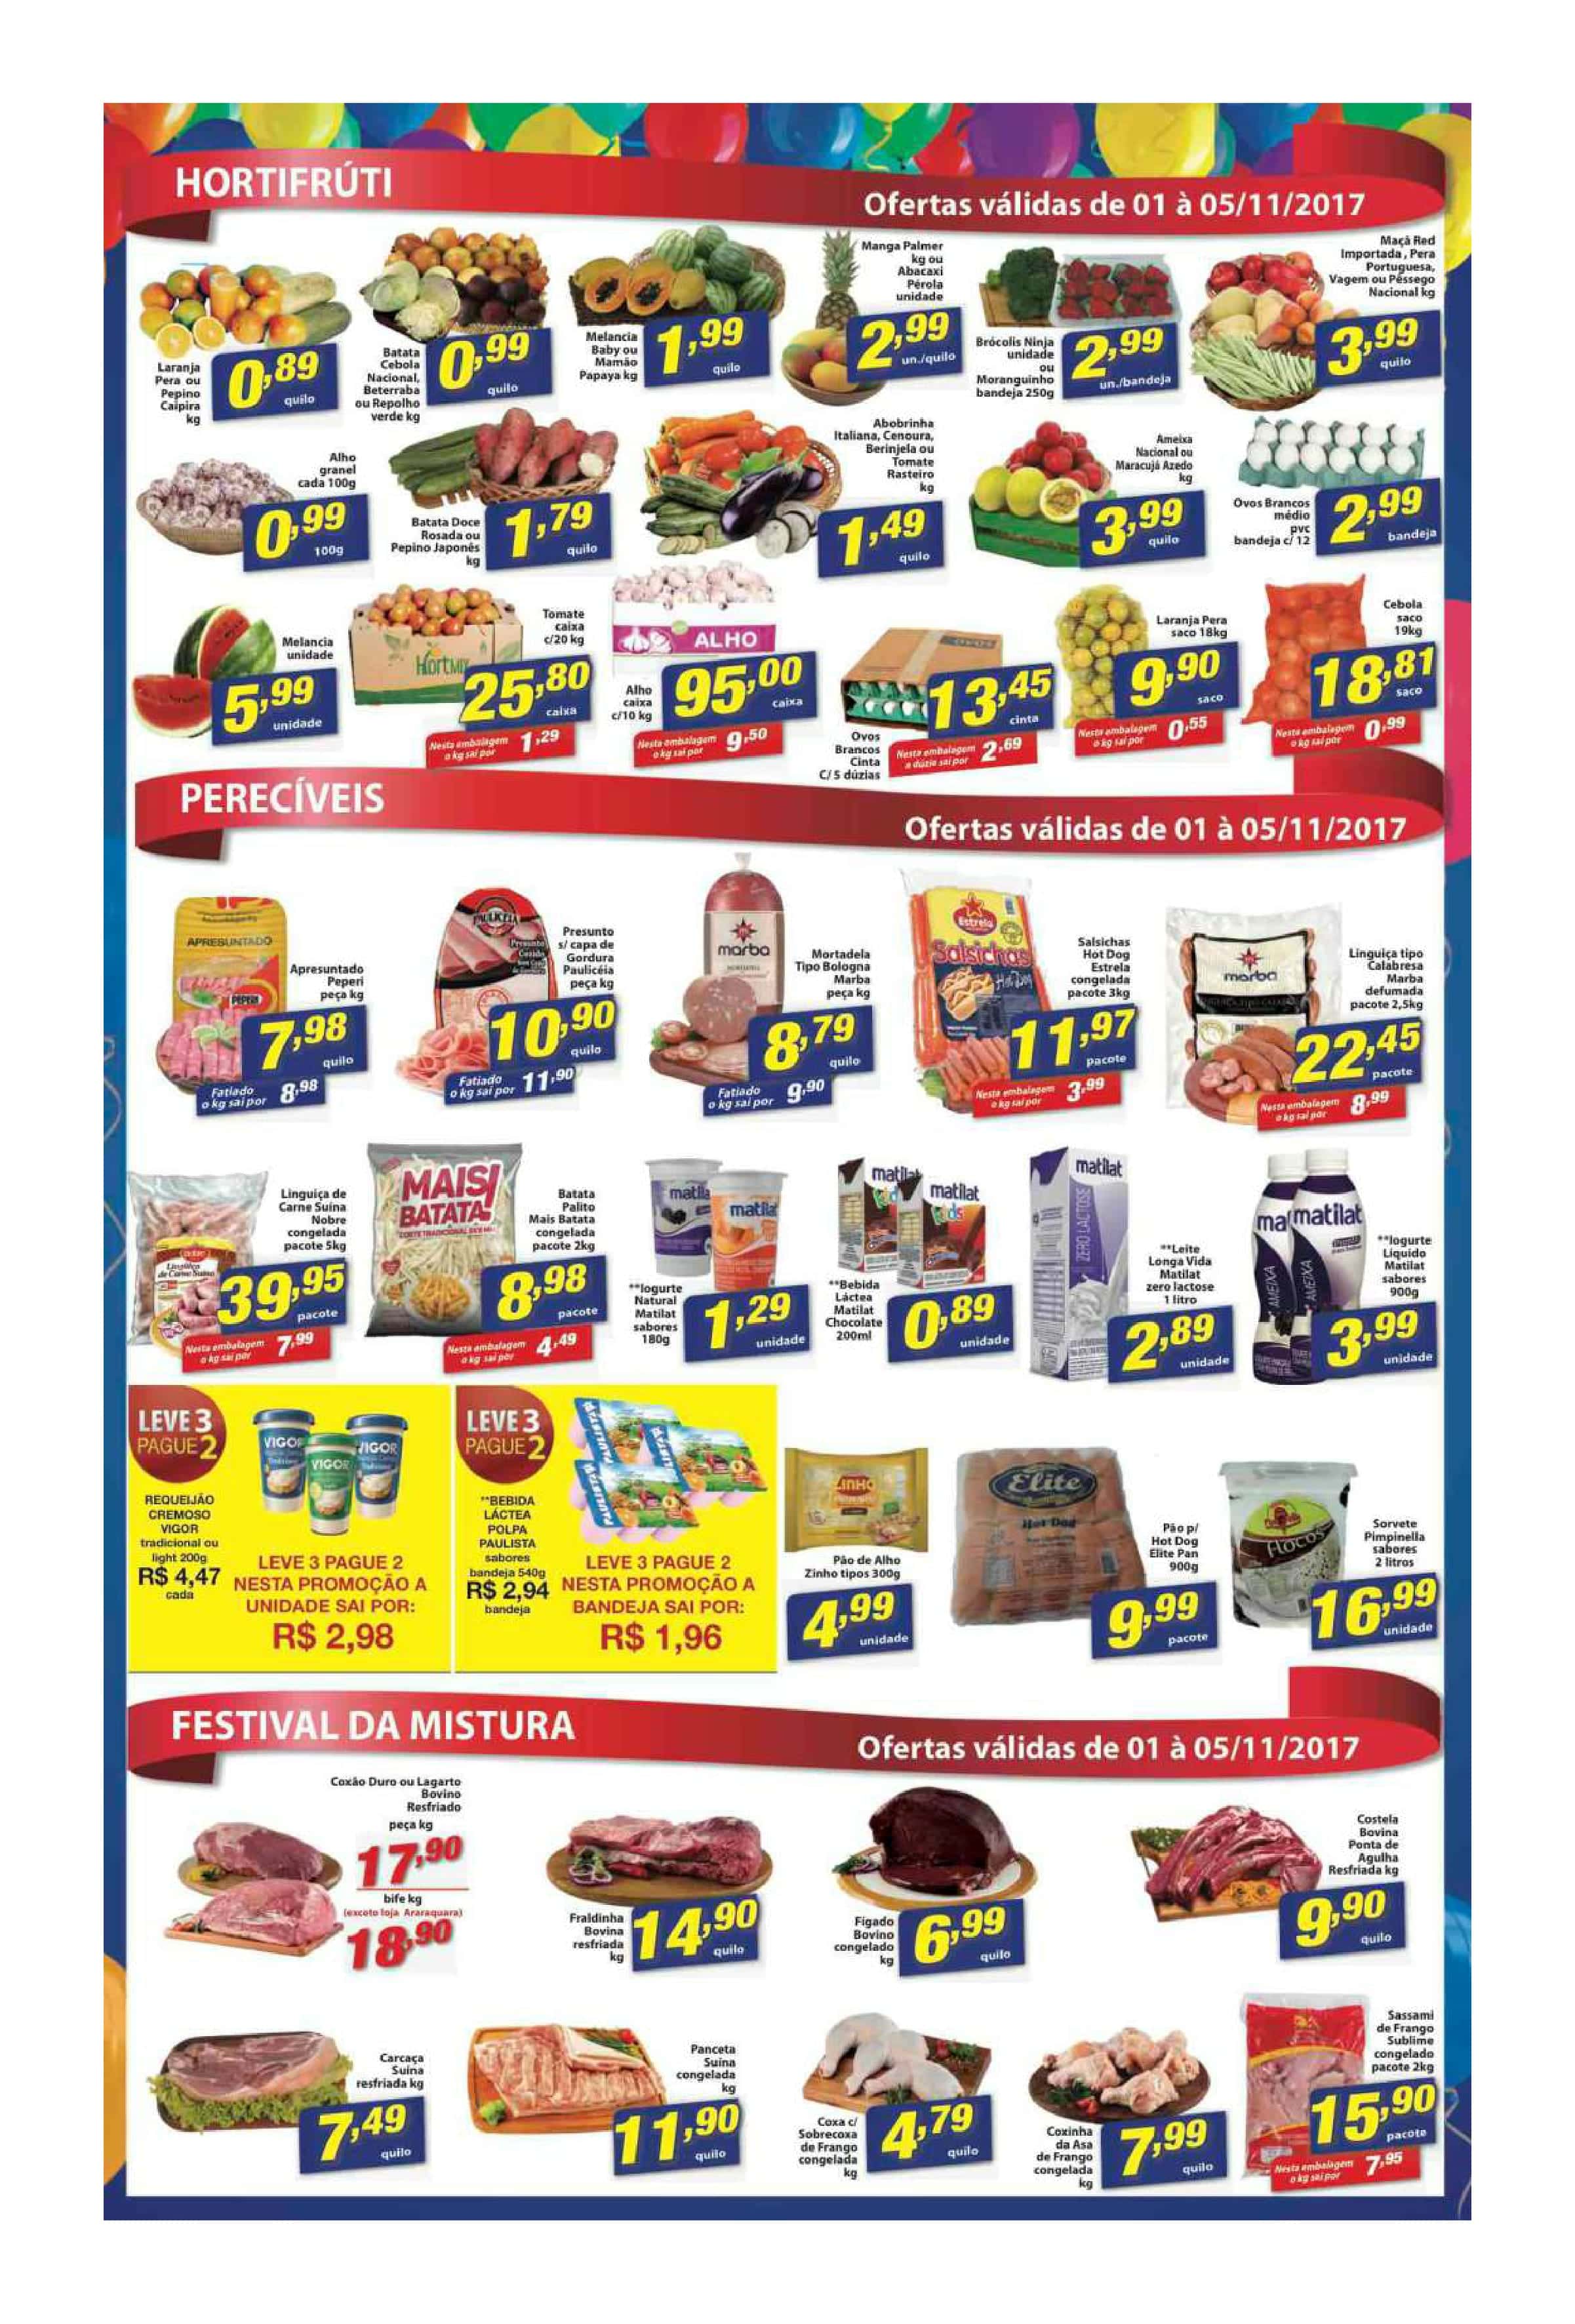 HORTIFRÚTI
Ofertas válidas de 01 à 05/11/2017
Laranja
Pera ou
Pepino
Caipira
kg
0,89
quilo
Batata
Cebola
Nacional,
Beterraba
ou Repolho
verde kg
0,99
quilo
Melancia
Baby ou
Mamão
Papaya kg
1,99
quilo
Manga Palmer
kg ou
Abacaxi
Pérola
unidade
2,99
un./quilo
Brócolis Ninja
unidade
ou
Moranguinho
bandeja 250g
2,99
un./bandeja
Maçã Red
Importada, Pera
Portuguesa,
Vagem ou Pêssego
Nacional kg
3,99
quilo
Alho
granel
cada 100g
0,99
100g
Batata Doce
Rosada ou
Pepino Japonês
kg
1,79
quilo
Abobrinha
Italiana, Cenoura,
Berinjela ou
Tomate
Rasteiro
kg
1,49
quilo
Ameixa
Nacional ou
Maracujá Azedo
kg
3,99
quilo
Ovos Brancos
médio
pvc
bandeja c/ 12
2,99
bandeja
Melancia
unidade
5,99
unidade
Tomate
caixa
c/20 kg
HORTMIX
25,80
caixa
Nesta embalagem
o kg sai por
1,29
ALHO
Alho
caixa
c/10 kg
95,00
caixa
Nesta embalagem
o kg sai por
9,50
OVOS
13,45
cinta
Ovos
Brancos
Cinta
C/ 5 dúzias
Nesta embalagem
a dúzia sai por
2,69
Laranja Pera
saco 18kg
9,90
saco
Nesta embalagem
o kg sai por
0,55
Cebola
saco
19kg
18,81
saco
Nesta embalagem
o kg sai por
0,99
PERECÍVEIS
Ofertas válidas de 01 à 05/11/2017
APRESUNTADO
PEPERI
Apresuntado
Peperi
peça kg
7,98
quilo
Fatiado
o kg sai por
8,98
PAULICÉIA
Presunto
Cozido
Presunto
s/ capa de
Gordura
Paulicéia
peça kg
10,90
quilo
Fatiado
o kg sai por
11,90
marba
Mortadela
Tipo Bologna
Marba
peça kg
8,79
quilo
Fatiado
o kg sai por
9,90
Estrela
Salsichas
Hot Dog
Salsichas
Hot Dog
Estrela
congelada
pacote 3kg
11,97
pacote
Nesta embalagem
o kg sai por
3,99
marba
Linguiça tipo
Calabresa
Marba
defumada
pacote 2,5kg
22,45
pacote
Nesta embalagem
o kg sai por
8,99
Linguiça
de Carne Suína
Linguiça de
Carne Suína
Nobre
congelada
pacote 5kg
39,95
pacote
Nesta embalagem
o kg sai por
7,99
MAIS!
BATATA
Batata
Palito
Mais Batata
congelada
pacote 2kg
8,98
pacote
Nesta embalagem
o kg sai por
4,49
matilat
matilat
**Iogurte
Natural
Matilat
sabores
180g
1,29
unidade
matilat
kids
matilat
kids
**Bebida
Láctea
Matilat
Chocolate
200ml
0,89
unidade
matilat
ZERO LACTOSE
**Leite
Longa Vida
Matilat
zero lactose
1 litro
2,89
unidade
matilat
AMEIXA
AMEIXA
**Iogurte
Líquido
Matilat
sabores
900g
3,99
unidade
LEVE 3
PAGUE 2
VIGOR
VIGOR
VIGOR
REQUEIJÃO
CREMOSO
VIGOR
tradicional ou
light 200g
R$ 4,47
cada
LEVE 3 PAGUE 2
NESTA PROMOÇÃO A
UNIDADE SAI POR:
R$ 2,98
LEVE 3
PAGUE 2
PAULISTA
PAULISTA
PAULISTA
**BEBIDA
LÁCTEA
POLPA
PAULISTA
sabores
bandeja 540g
R$ 2,94
bandeja
LEVE 3 PAGUE 2
NESTA PROMOÇÃO A
BANDEJA SAI POR:
R$ 1,96
ZINHO
Pão de Alho
Zinho tipos 300g
4,99
unidade
Elite
Hot Dog
Pão p/
Hot Dog
Elite Pan
900g
9,99
pacote
FLOCOS
Sorvete
Pimpinella
sabores
2 litros
16,99
unidade
FESTIVAL DA MISTURA
Ofertas válidas de 01 à 05/11/2017
Coxão Duro ou Lagarto
Bovino
Resfriado
peça kg
17,90
bife kg
(exceto loja Araraquara)
18,90
Fraldinha
Bovina
resfriada
kg
14,90
quilo
Fígado
Bovino
congelado
kg
6,99
quilo
Costela
Bovina
Ponta de
Agulha
Resfriada kg
9,90
quilo
Carcaça
Suína
resfriada kg
7,49
quilo
Panceta
Suína
congelada
kg
11,90
quilo
Coxa c/
Sobrecoxa
de Frango
congelada
kg
4,79
quilo
Coxinha
da Asa
de Frango
congelada
kg
7,99
quilo
Sassami
de Frango
Sublime
congelado
pacote 2kg
15,90
pacote
Nesta embalagem
o kg sai por
7,95